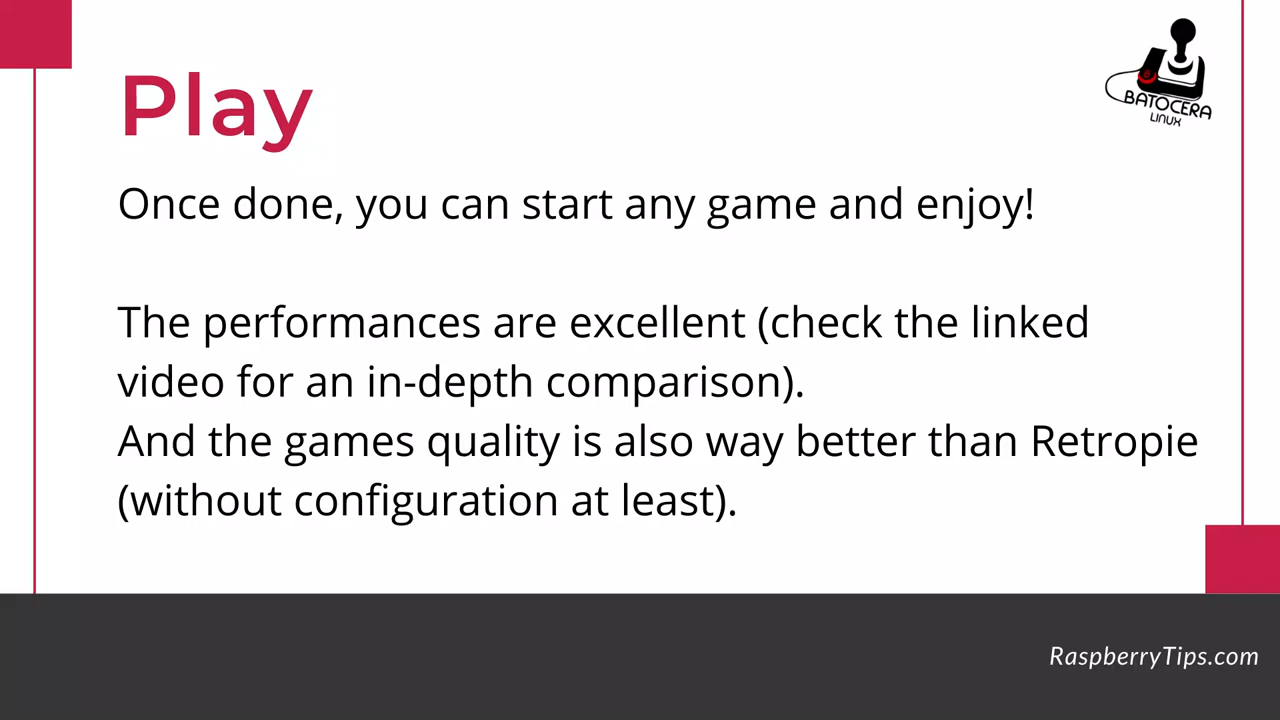 Play
BATOCERA
LINUX
Once done, you can start any game and enjoy!
The performances are excellent (check the linked
video for an in-depth comparison).
And the games quality is also way better than Retropie
(without configuration at least).
RaspberryTips.com